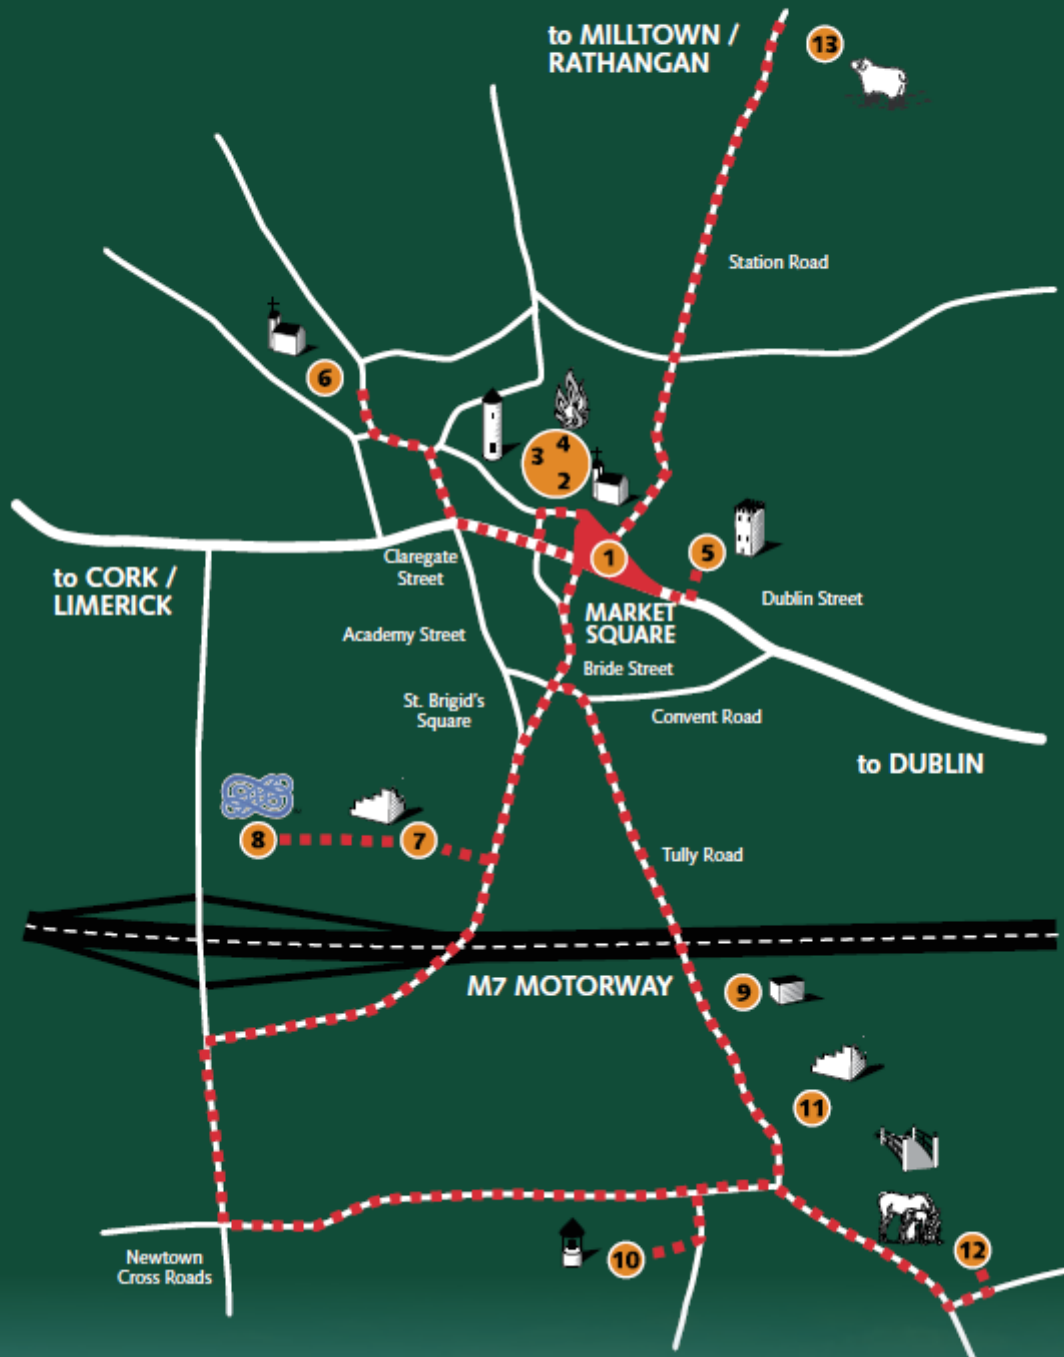 to MILLTOWN /
RATHANGAN
13
Station Road
6
4
3
2
1
5
Claregate
Street
to CORK /
LIMERICK
Dublin Street
MARKET
SQUARE
Academy Street
Bride Street
St. Brigid's
Square
Convent Road
to DUBLIN
8
7
Tully Road
M7 MOTORWAY
9
11
12
10
Newtown
Cross Roads